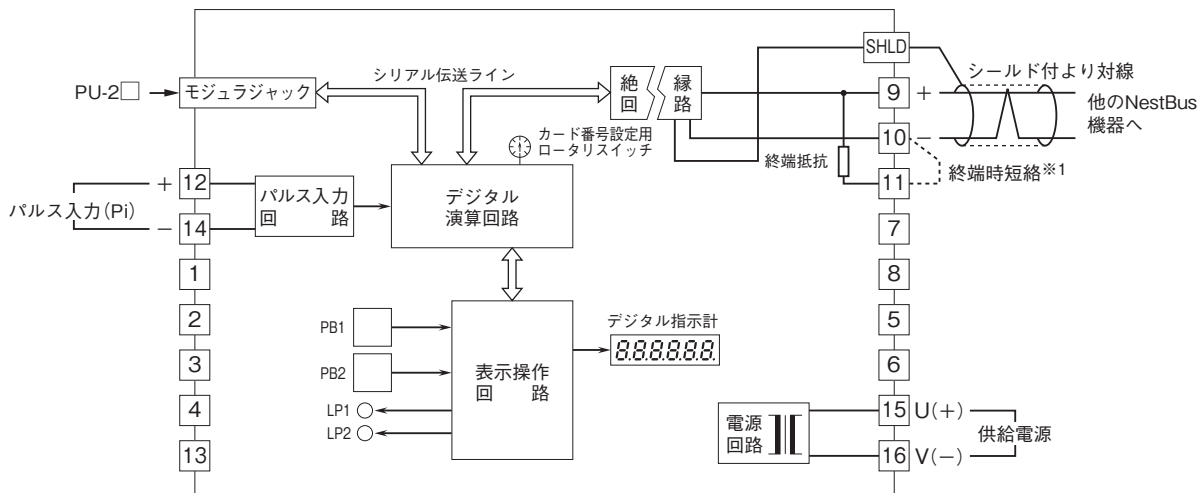 PU-2□
モジュラジャック
シリアル伝送ライン
カード番号設定用
ロータリスイッチ
絶 縁
回 路
SHLD
シールド付より対線
9 +
10 −
11
他のNestBus
機器へ
終端抵抗
終端時短絡※1
パルス入力(Pi)
+ 12
− 14
パルス入力
回 路
デジタル
演算回路
1
2
3
4
13
7
8
5
6
PB1
PB2
LP1
LP2
表示操作
回 路
デジタル指示計
8.8.8.8.8.8.
電源
回路
15 U(+)
16 V(−)
供給電源